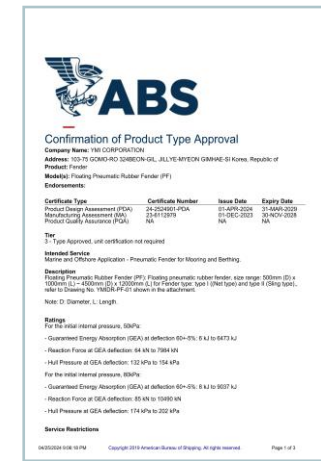 ABS
Confirmation of Product Type Approval
Company Name: YMI CORPORATION
Address: 103-75 GOMO-RO 324BEON-GIL, JILLYE-MYEON GIMHAE-SI Korea, Republic of
Product: Fender
Model(s): Floating Pneumatic Rubber Fender (PF)
Endorsements:
Certificate Type Certificate Number Issue Date Expiry Date
Product Design Assessment (PDA) 24-2524901-PDA 01-APR-2024 31-MAR-2029
Manufacturing Assessment (MA) 23-6112979 01-DEC-2023 30-NOV-2028
Product Quality Assurance (PQA) NA NA NA
Tier
3 - Type Approved, unit certification not required
Intended Service
Marine and Offshore Application - Pneumatic Fender for Mooring and Berthing.
Description
Floating Pneumatic Rubber Fender (PF): Floating pneumatic rubber fender, size range: 500mm (D) x
1000mm (L) ~ 4500mm (D) x 12000mm (L) for Fender type: type I (Net type) and type II (Sling type).,
refer to Drawing No. YMIDR-PF-01 shown in the attachment.
Note: D: Diameter, L: Length.
Ratings
For the initial internal pressure, 50kPa:
- Guaranteed Energy Absorption (GEA) at deflection 60+-5%: 6 kJ to 6473 kJ
- Reaction Force at GEA deflection: 64 kN to 7984 kN
- Hull Pressure at GEA deflection: 132 kPa to 154 kPa
For the initial internal pressure, 80kPa:
- Guaranteed Energy Absorption (GEA) at deflection 60+-5%: 8 kJ to 9037 kJ
- Reaction Force at GEA deflection: 85 kN to 10490 kN
- Hull Pressure at GEA deflection: 174 kPa to 202 kPa
Service Restrictions
Copyright 2019 American Bureau of Shipping. All rights reserved. Page 1 of 3